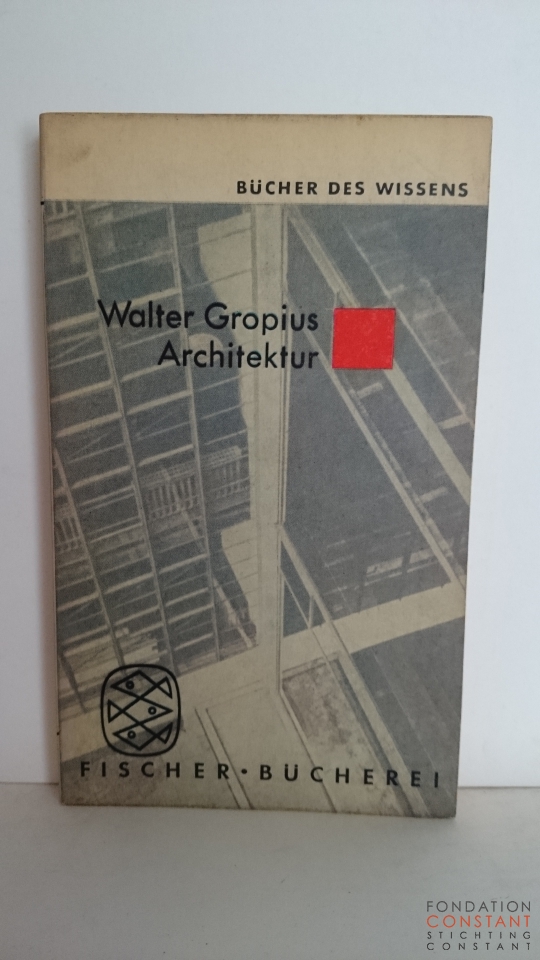 BÜCHER DES WISSENS
Walter Gropius
Architektur
FISCHER • BÜCHEREI
FONDATION
CONSTANT
STICHTING
CONSTANT